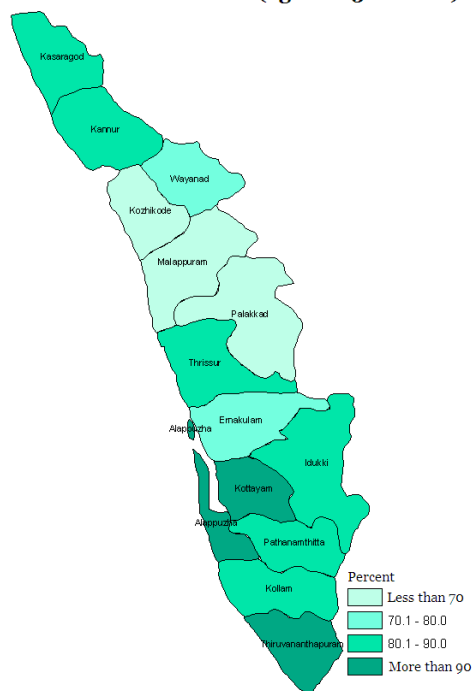 Kasaragod
Kannur
Wayanad
Kozhikode
Malappuram
Palakkad
Thrissur
Alappuzha
Ernakulam
Idukki
Kottayam
Alappuzha
Pathanamthitta
Kollam
Thiruvananthapuram
Percent
Less than 70
70.1 - 80.0
80.1 - 90.0
More than 90